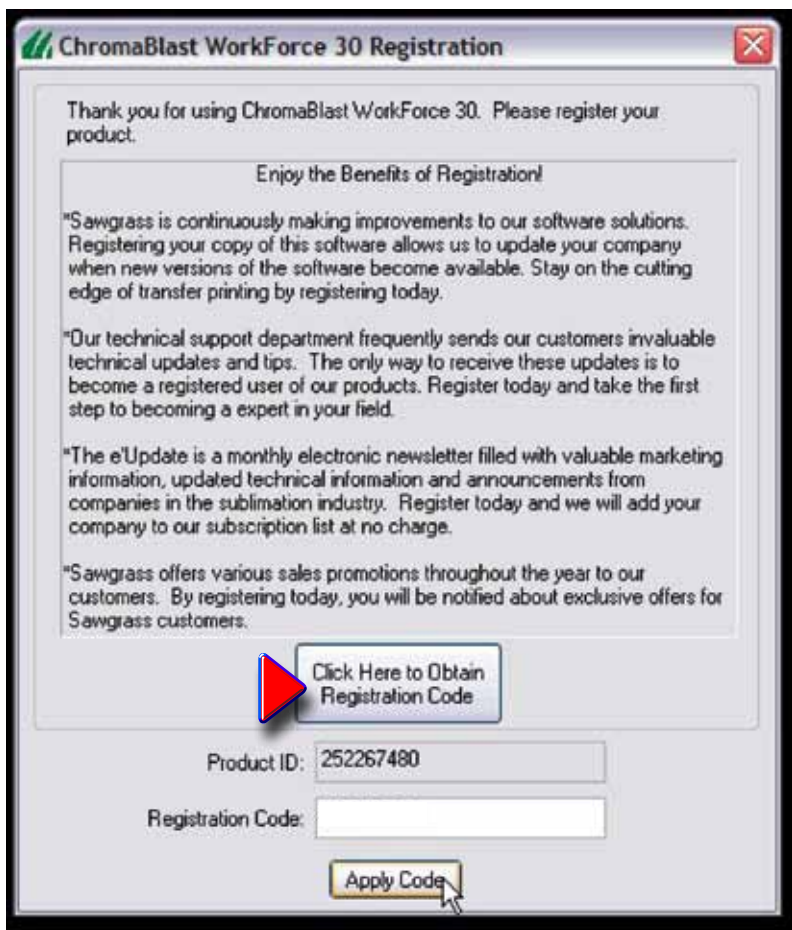 ChromaBlast WorkForce 30 Registration
Thank you for using ChromaBlast WorkForce 30. Please register your
product.
Enjoy the Benefits of Registration!
*Sawgrass is continuously making improvements to our software solutions.
Registering your copy of this software allows us to update your company
when new versions of the software become available. Stay on the cutting
edge of transfer printing by registering today.
*Our technical support department frequently sends our customers invaluable
technical updates and tips. The only way to receive these updates is to
become a registered user of our products. Register today and take the first
step to becoming a expert in your field.
*The e'Update is a monthly electronic newsletter filled with valuable marketing
information, updated technical information and announcements from
companies in the sublimation industry. Register today and we will add your
company to our subscription list at no charge.
*Sawgrass offers various sales promotions throughout the year to our
customers. By registering today, you will be notified about exclusive offers for
Sawgrass customers.
Click Here to Obtain
Registration Code
Product ID: 252267480
Registration Code:
Apply Code